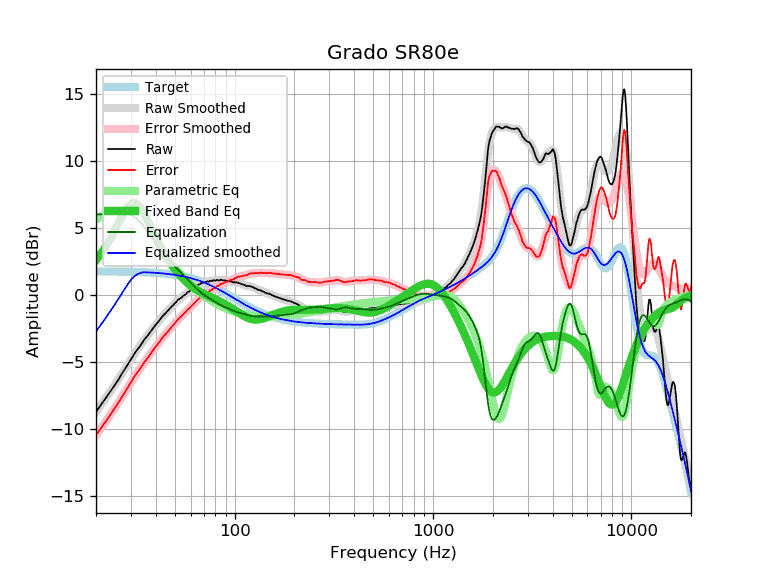 Grado SR80e
Target
Raw Smoothed
Error Smoothed
Raw
Error
Parametric Eq
Fixed Band Eq
Equalization
Equalized smoothed
Amplitude (dBr)
15
10
5
0
−5
−10
−15
100
1000
10000
Frequency (Hz)